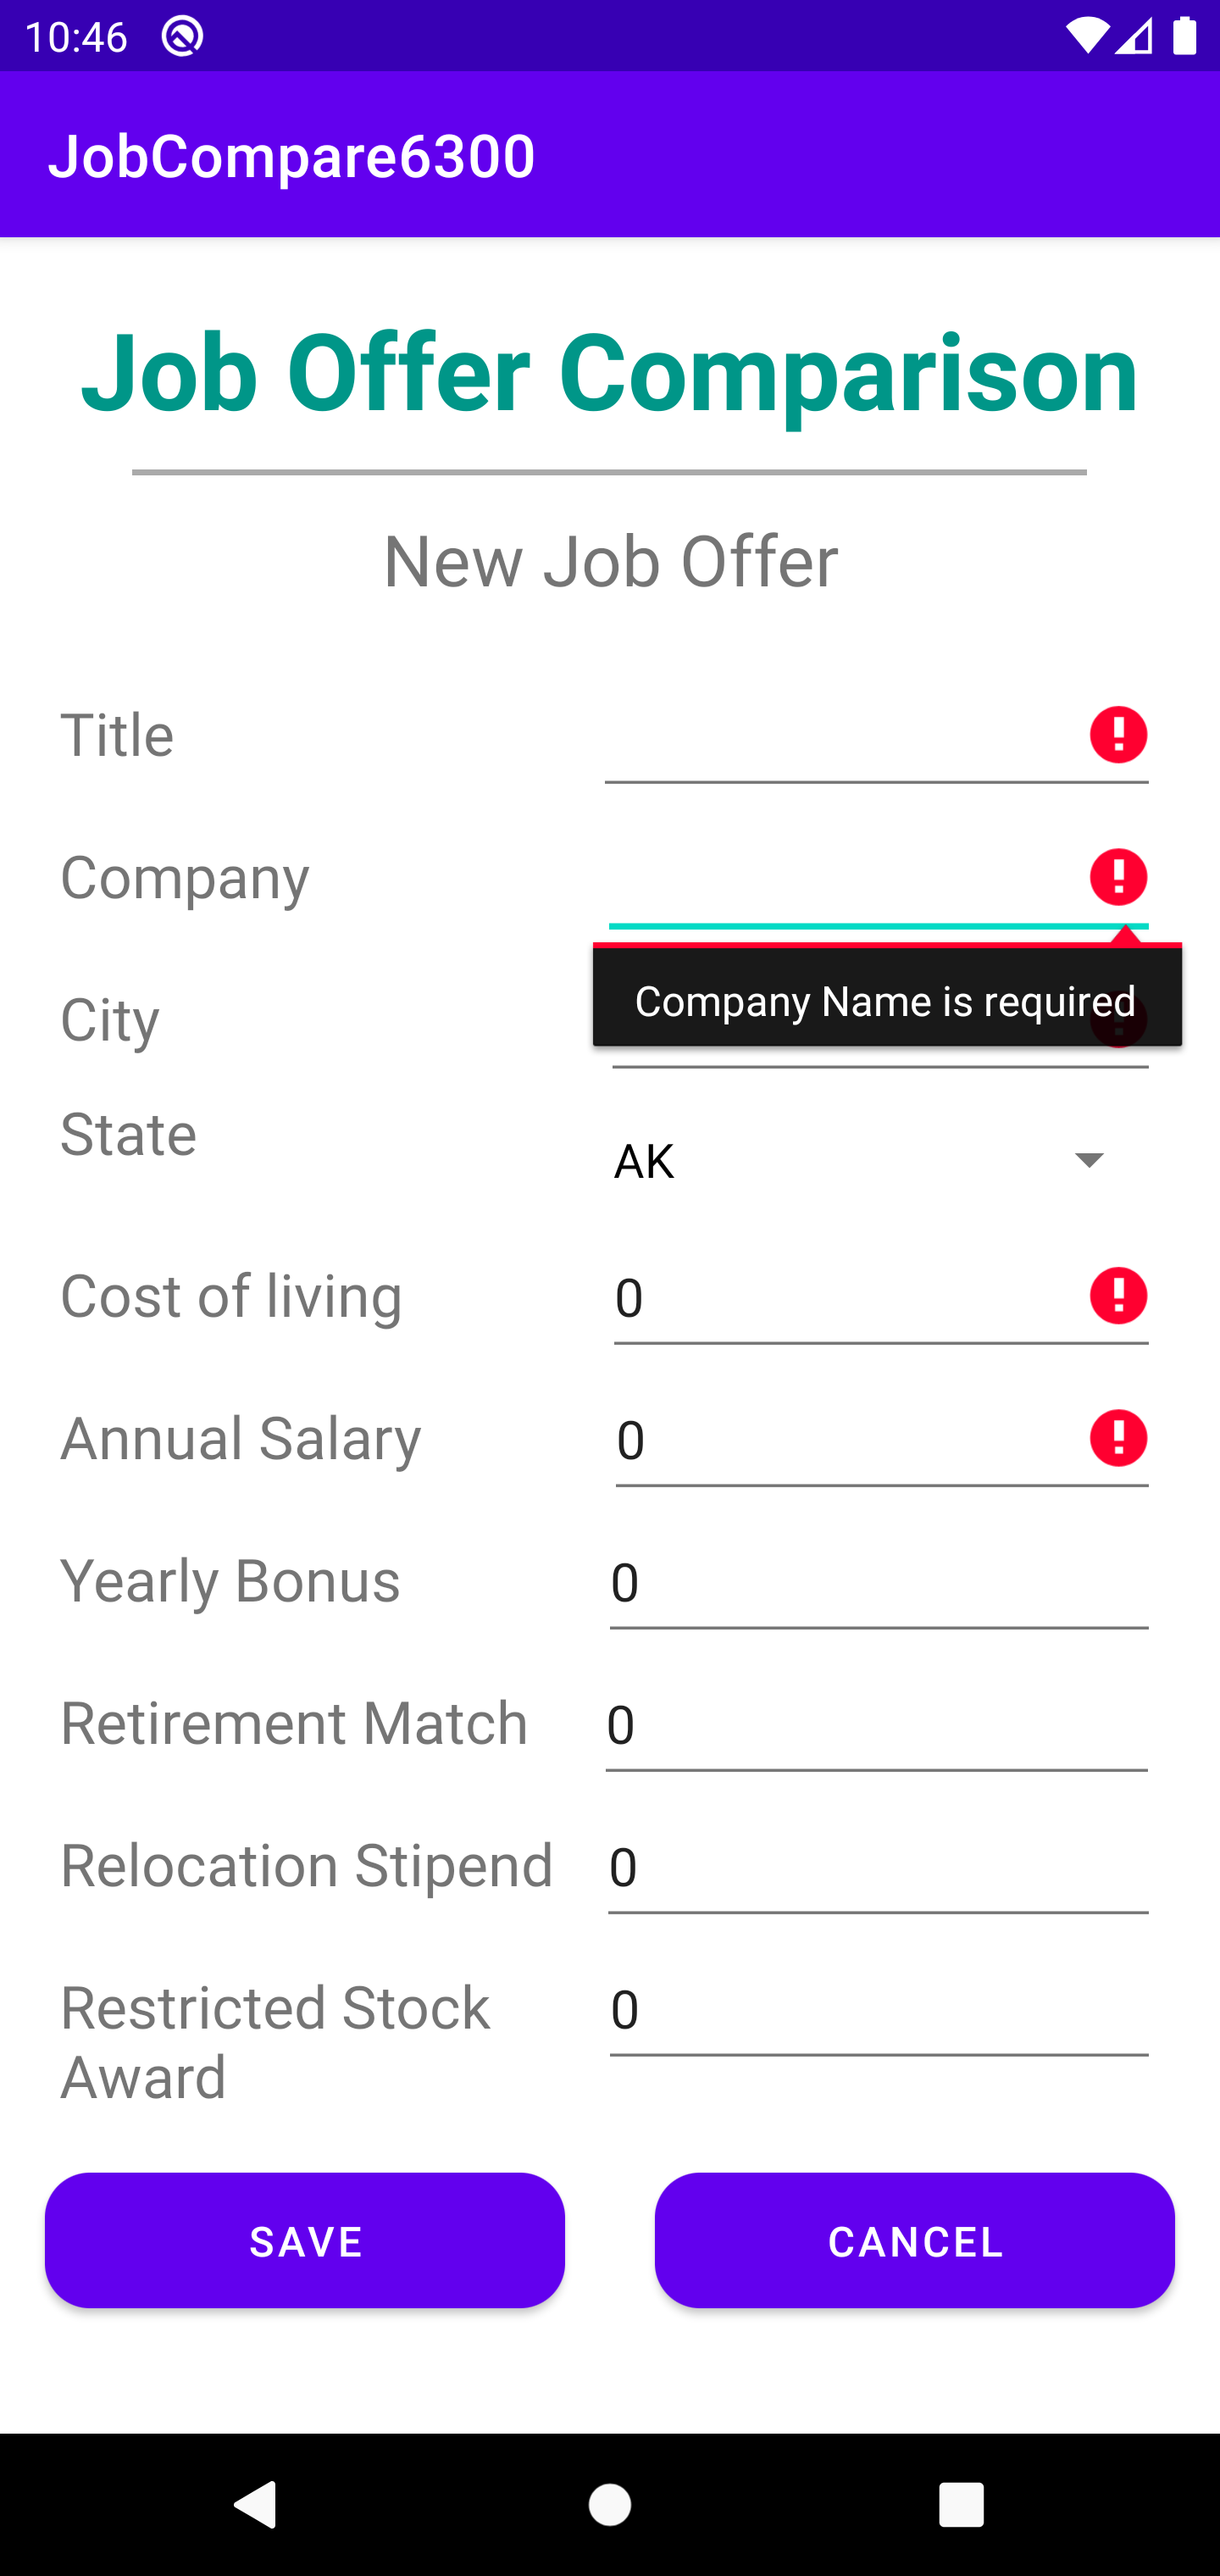 10:46
JobCompare6300
Job Offer Comparison
New Job Offer
Title
Company
Company Name is required
City
State
AK
Cost of living 0
Annual Salary 0
Yearly Bonus 0
Retirement Match 0
Relocation Stipend 0
Restricted Stock 0
Award
SAVE CANCEL